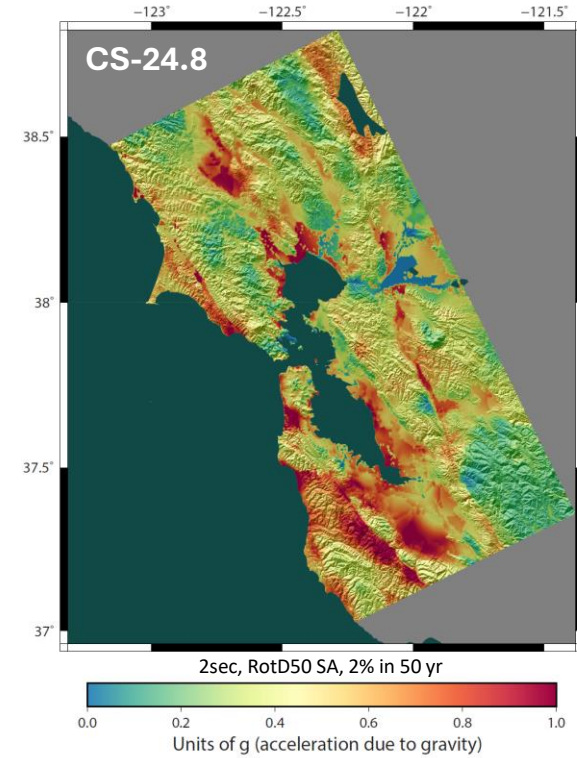 −123˚ −122.5˚ −122˚ −121.5˚
CS-24.8
38.5˚
38˚
37.5˚
37˚
2sec, RotD50 SA, 2% in 50 yr
0.0 0.2 0.4 0.6 0.8 1.0
Units of g (acceleration due to gravity)